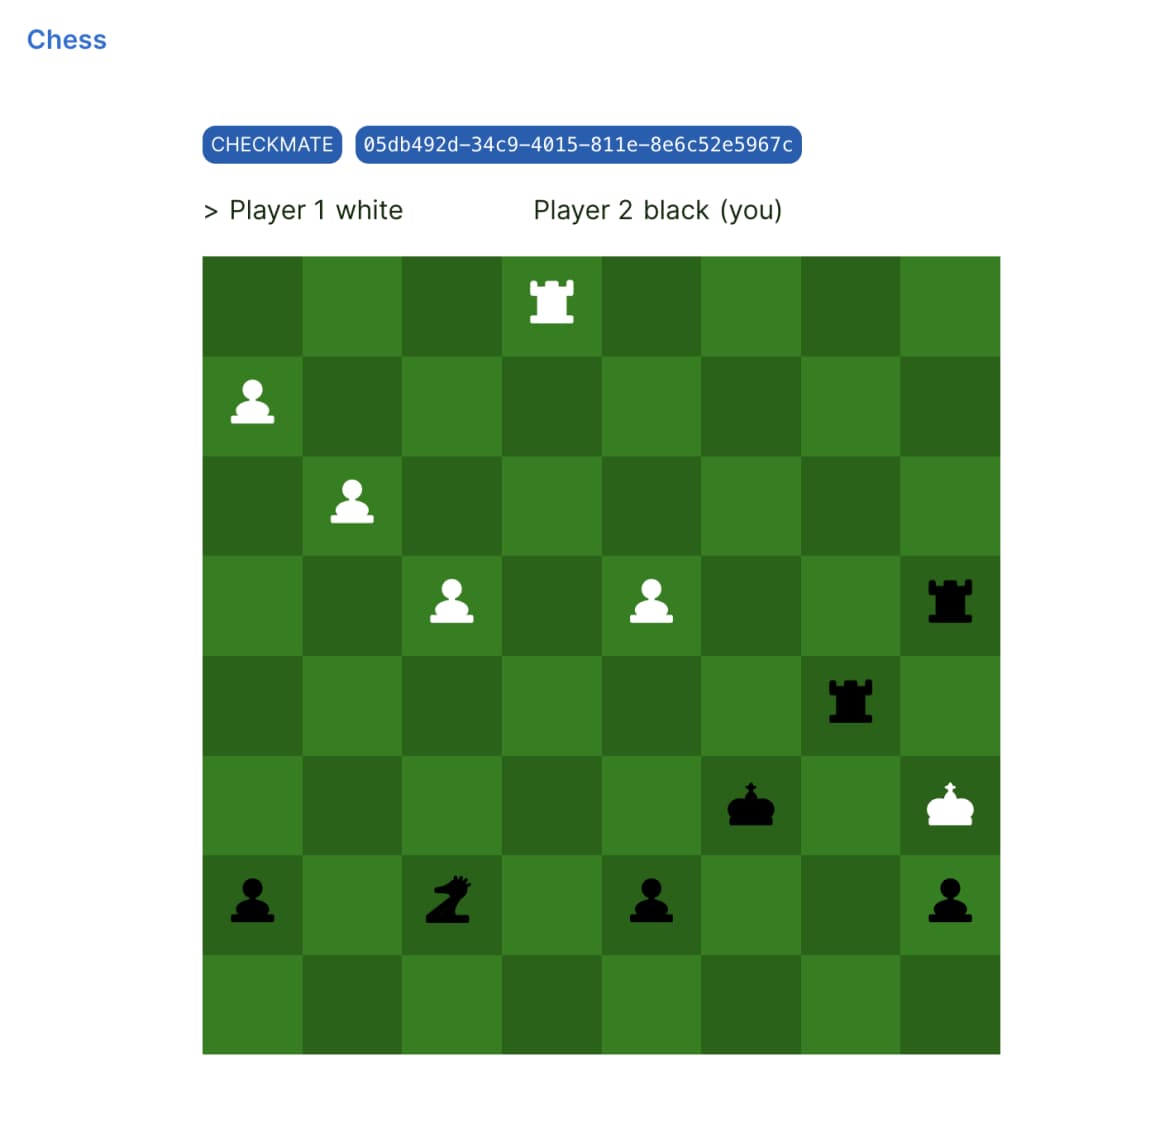 Chess
CHECKMATE 05db492d-34c9-4015-811e-8e6c52e5967c
> Player 1 white Player 2 black (you)